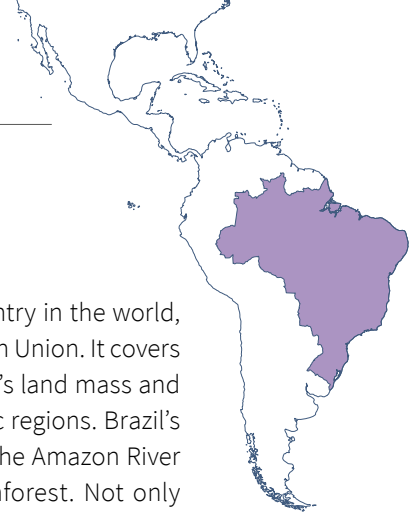 ntry in the world,
n Union. It covers
's land mass and
c regions. Brazil's
he Amazon River
nforest. Not only